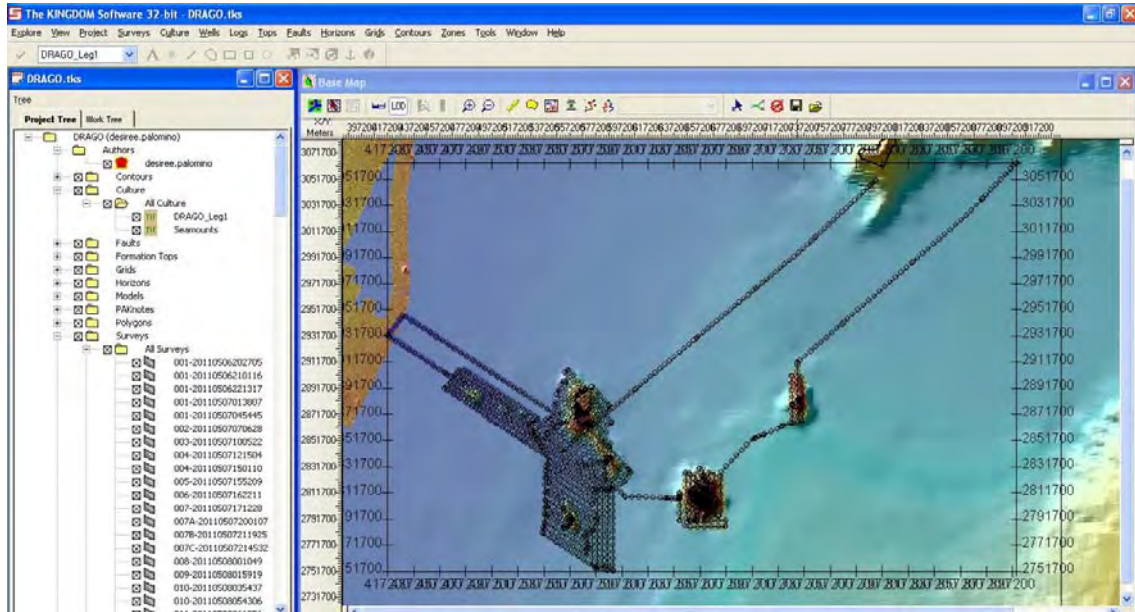 The KINGDOM Software 32-bit - DRAGO.tks
Explore View Project Surveys Culture Wells Logs Tops Faults Horizons Grids Contours Zones Tools Window Help
DRAGO_Leg1
DRAGO.tks
Tree
Project Tree Work Tree
DRAGO (desiree.palomino)
Authors
desiree.palomino
Contours
Culture
All Culture
DRAGO_Leg1
Seamounts
Faults
Formation Tops
Grids
Horizons
Models
PAKnotes
Polygons
Surveys
All Surveys
001-20110506202705
001-20110506210116
001-20110506221317
001-20110507013807
001-20110507045445
002-20110507070628
003-20110507100522
004-20110507121504
004-20110507150110
005-20110507155209
006-20110507162211
007-20110507171228
007A-20110507200107
007B-20110507211925
007C-20110507214532
008-20110508001049
009-20110508015919
010-20110508035437
010-20110508054306
Base Map
LOD
X/Y:
Meters
3071700
3051700
3031700
3011700
2991700
2971700
2951700
2931700
2911700
2891700
2871700
2851700
2831700
2811700
2791700
2771700
2751700
2731700
3051700
3031700
3011700
2991700
2971700
2951700
2931700
2911700
2891700
2871700
2851700
2831700
2811700
2791700
2771700
2751700